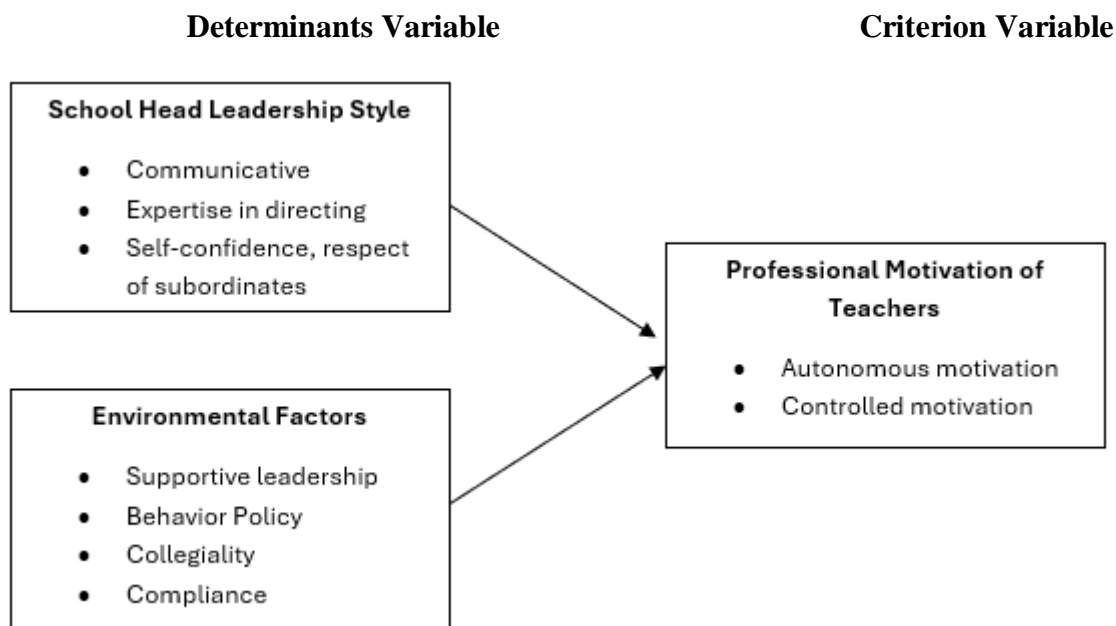 Determinants Variable
Criterion Variable
School Head Leadership Style
● Communicative
● Expertise in directing
● Self-confidence, respect
of subordinates
Professional Motivation of
Teachers
● Autonomous motivation
● Controlled motivation
Environmental Factors
● Supportive leadership
● Behavior Policy
● Collegiality
● Compliance